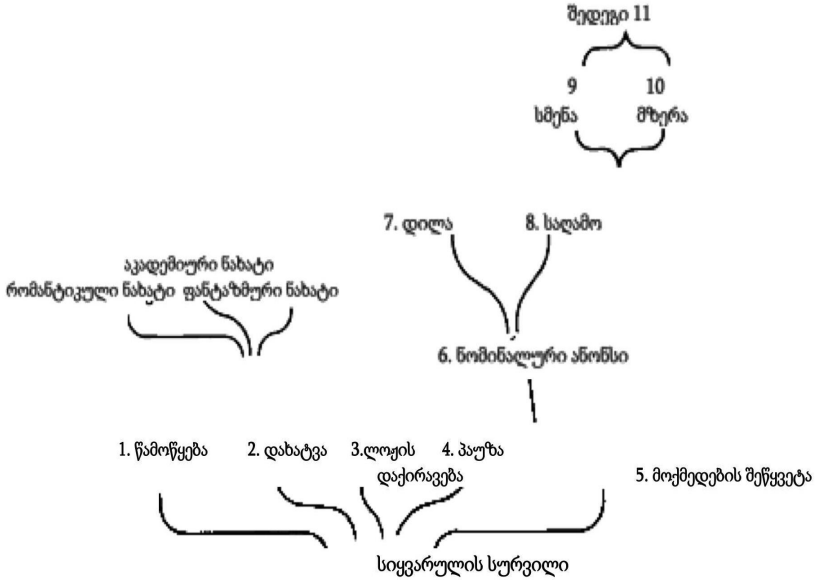 შედეგი 11
9 10
სმენა მზერა
7. დილა 8. საღამო
აკადემიური ნახატი
რომანტიკული ნახატი ფანტაზმური ნახატი
6. ნომინალური ანონსი
1. წამოწყება 2. დახატვა 3.ლოჟის 4. პაუზა
დაქირავება
5. მოქმედების შეწყვეტა
სიყვარულის სურვილი